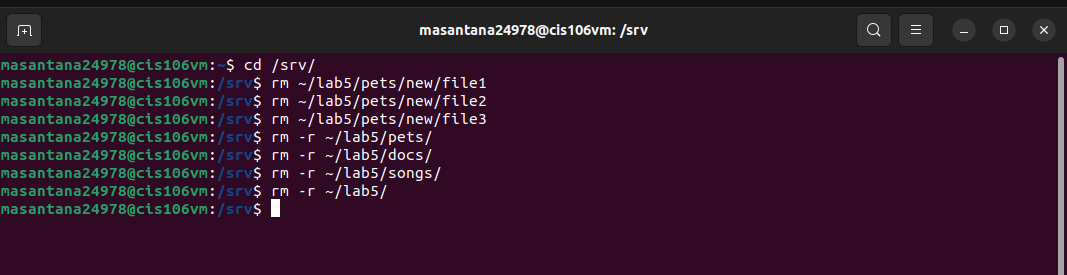 masantana24978@cis106vm: /srv
masantana24978@cis106vm:~$ cd /srv/
masantana24978@cis106vm:/srv$ rm ~/lab5/pets/new/file1
masantana24978@cis106vm:/srv$ rm ~/lab5/pets/new/file2
masantana24978@cis106vm:/srv$ rm ~/lab5/pets/new/file3
masantana24978@cis106vm:/srv$ rm -r ~/lab5/pets/
masantana24978@cis106vm:/srv$ rm -r ~/lab5/docs/
masantana24978@cis106vm:/srv$ rm -r ~/lab5/songs/
masantana24978@cis106vm:/srv$ rm -r ~/lab5/
masantana24978@cis106vm:/srv$